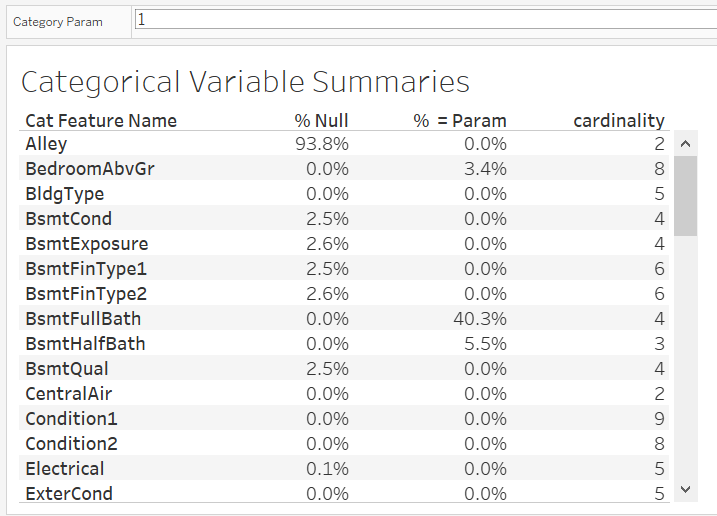 Category Param 1
Categorical Variable Summaries
Cat Feature Name % Null % = Param cardinality
Alley 93.8% 0.0% 2
BedroomAbvGr 0.0% 3.4% 8
BldgType 0.0% 0.0% 5
BsmtCond 2.5% 0.0% 4
BsmtExposure 2.6% 0.0% 4
BsmtFinType1 2.5% 0.0% 6
BsmtFinType2 2.6% 0.0% 6
BsmtFullBath 0.0% 40.3% 4
BsmtHalfBath 0.0% 5.5% 3
BsmtQual 2.5% 0.0% 4
CentralAir 0.0% 0.0% 2
Condition1 0.0% 0.0% 9
Condition2 0.0% 0.0% 8
Electrical 0.1% 0.0% 5
ExterCond 0.0% 0.0% 5